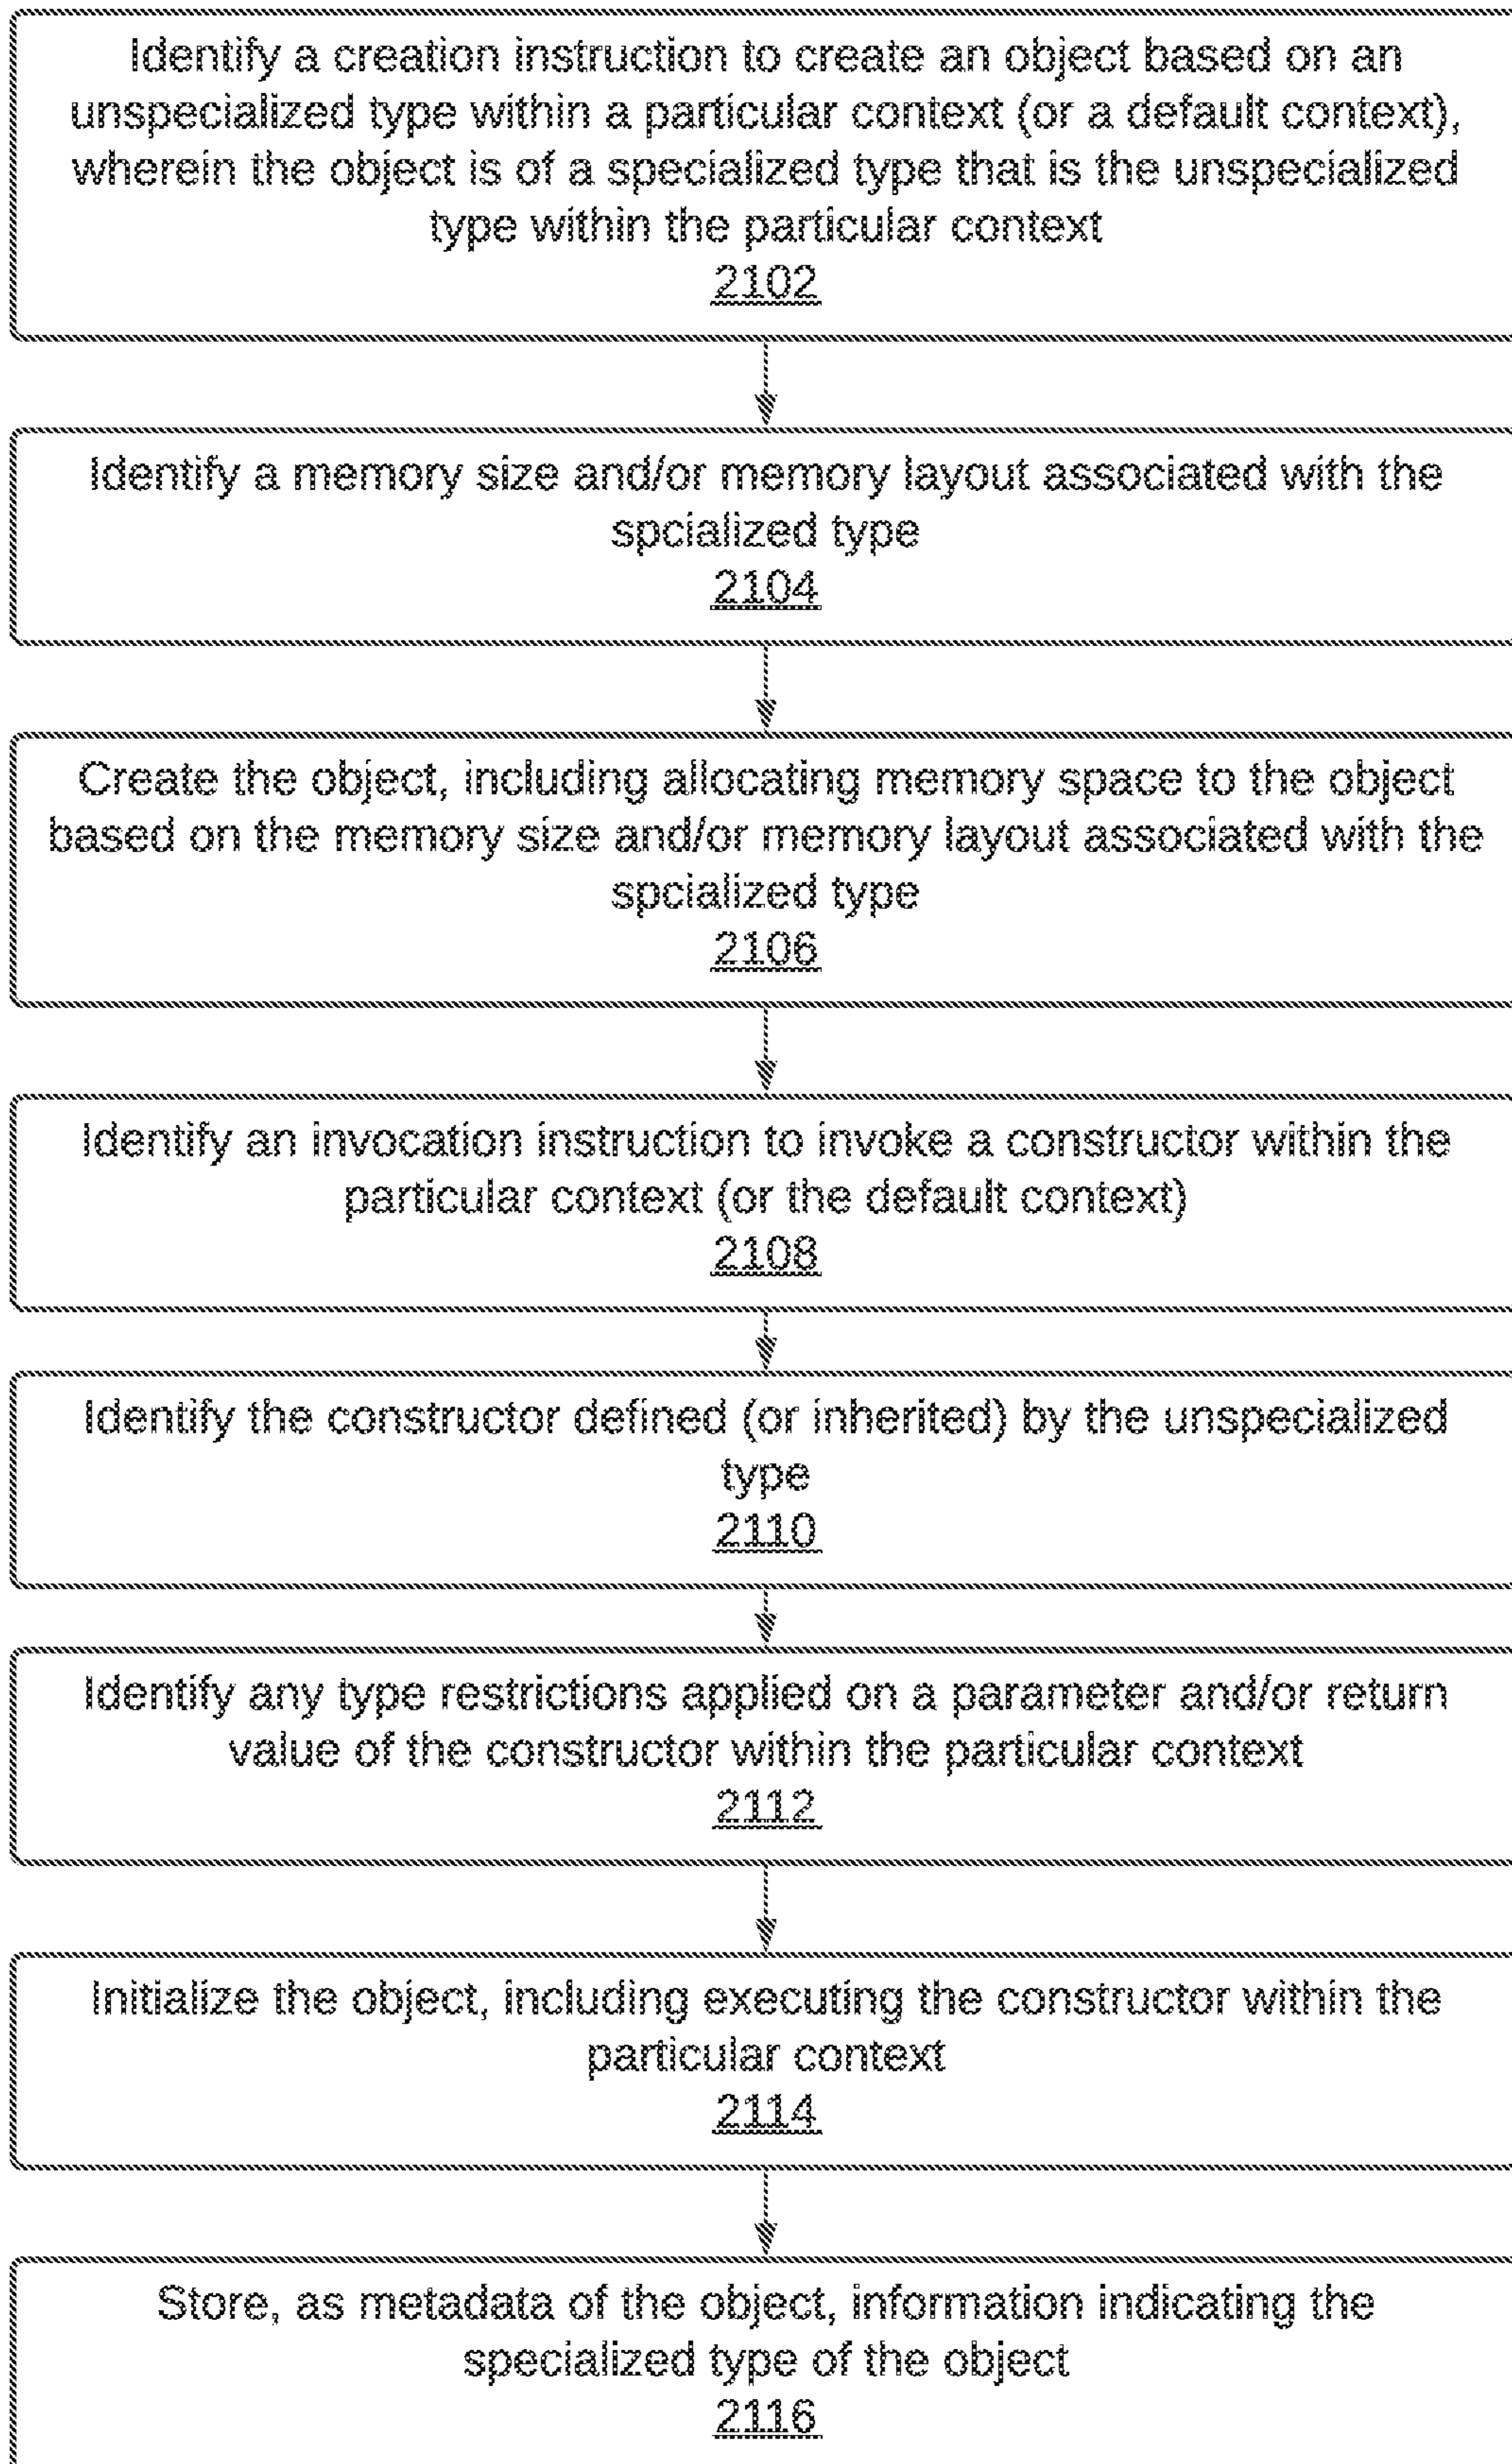 Identify a creation instruction to create an object based on an
unspecialized type within a particular context (or a default context),
wherein the object is of a specialized type that is the unspecialized
type within the particular context
2102
Identify a memory size and/or memory layout associated with the
spcialized type
2104
Create the object, including allocating memory space to the object
based on the memory size and/or memory layout associated with the
spcialized type
2106
Identify an invocation instruction to invoke a constructor within the
particular context (or the default context)
2108
Identify the constructor defined (or inherited) by the unspecialized
type
2110
Identify any type restrictions applied on a parameter and/or return
value of the constructor within the particular context
2112
Initialize the object, including executing the constructor within the
particular context
2114
Store, as metadata of the object, information indicating the
specialized type of the object
2116